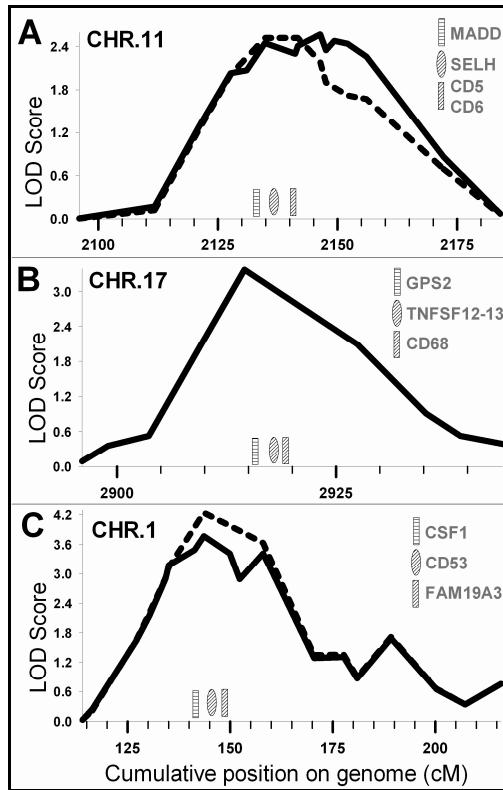 A
CHR.11
MADD
SELH
CD5
CD6
LOD Score
2.4
1.8
1.2
0.6
0.0
2100
2125
2150
2175
B
CHR.17
GPS2
TNFSF12-13
CD68
LOD Score
3.0
2.4
1.8
1.2
0.6
0.0
2900
2925
C
CHR.1
CSF1
CD53
FAM19A3
LOD Score
4.2
3.6
3.0
2.4
1.8
1.2
0.6
0.0
125
150
175
200
Cumulative position on genome (cM)